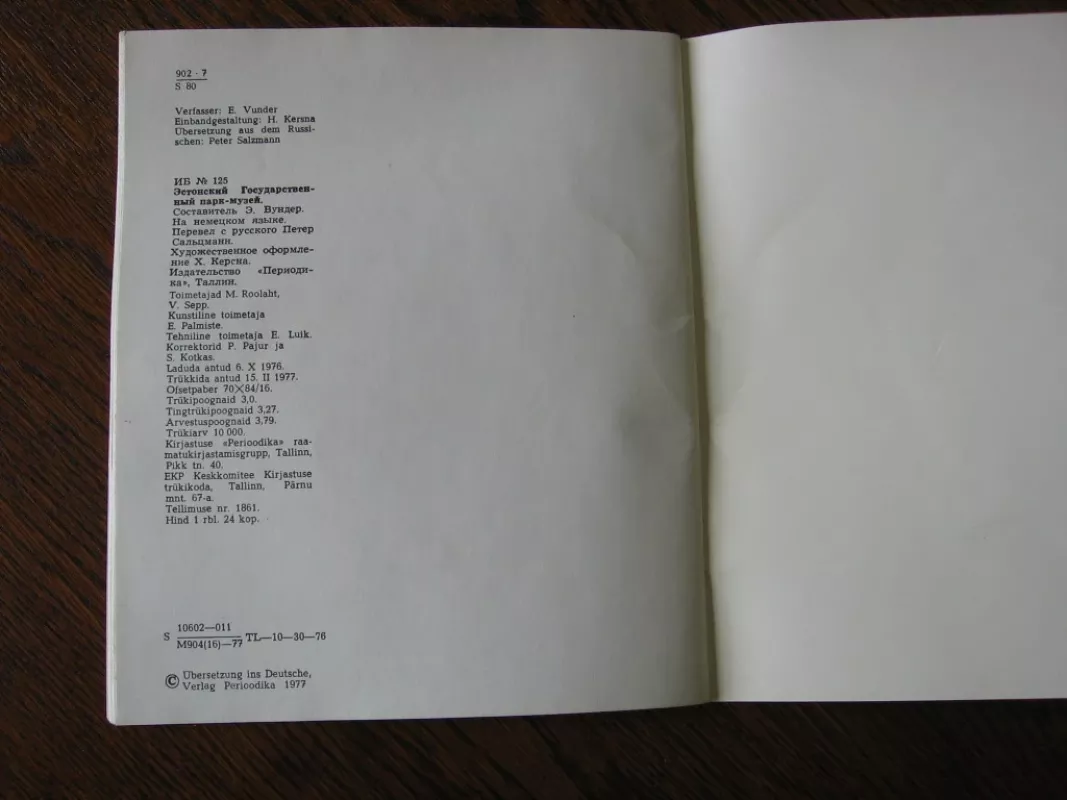 902 · 7
S 80
Verfasser: E. Vunder
Einbandgestaltung: H. Kersna
Übersetzung aus dem Russi-
schen: Peter Salzmann
ИБ № 125
Эстонский Государствен-
ный парк-музей.
Составитель Э. Вундер.
На немецком языке.
Перевел с русского Петер
Сальцманн.
Художественное оформле-
ние Х. Керсна.
Издательство «Периоди-
ка», Таллин.
Toimetajad M. Roolaht,
V. Sepp.
Kunstiline toimetaja
E. Palmiste.
Tehniline toimetaja E. Luik.
Korrektorid P. Pajur ja
S. Kotkas.
Laduda antud 6. X 1976.
Trükkida antud 15. II 1977.
Ofsetpaber 70×84/16.
Trükipoognaid 3,0.
Tingtrükipoognaid 3,27.
Arvestuspoognaid 3,79.
Trükiarv 10 000.
Kirjastuse «Perioodika» raa-
matukirjastamisgrupp, Tallinn,
Pikk tn. 40.
EKP Keskkomitee Kirjastuse
trükikoda, Tallinn, Pärnu
mnt. 67-a.
Tellimuse nr. 1861.
Hind 1 rbl. 24 kop.
S 10602—011
M904(16)—77 TL—10—30—76
© Übersetzung ins Deutsche,
Verlag Perioodika 1977